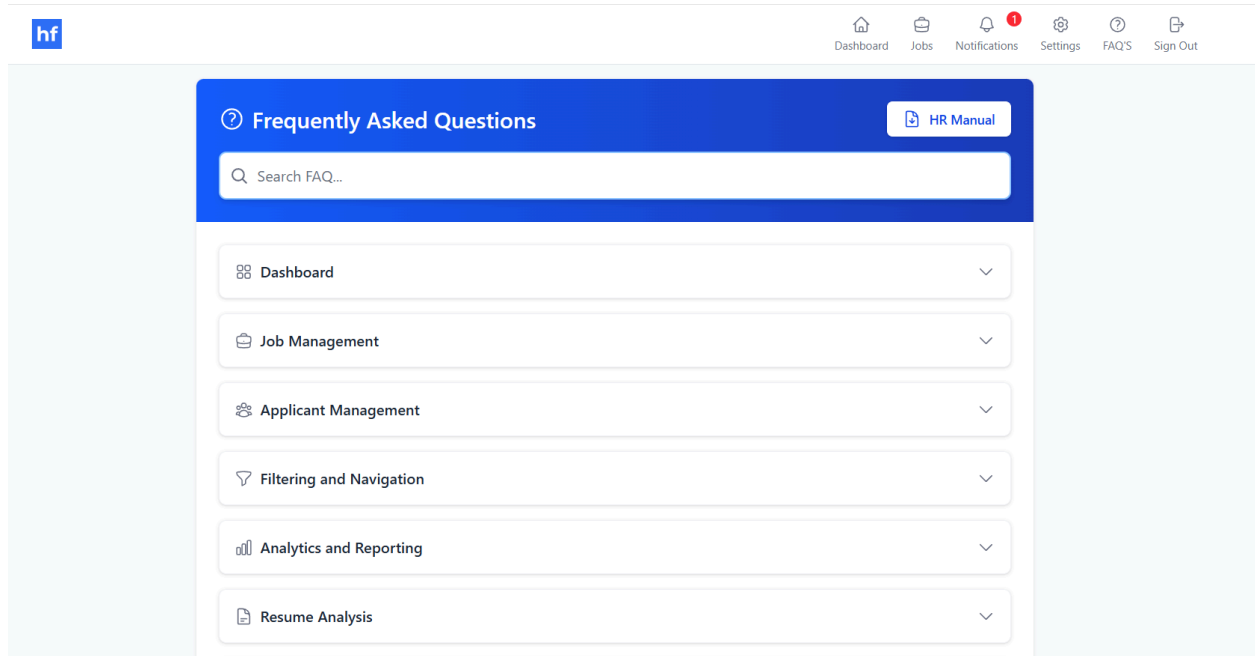 hf
1
Dashboard Jobs Notifications Settings FAQ'S Sign Out
Frequently Asked Questions
HR Manual
Search FAQ...
Dashboard
Job Management
Applicant Management
Filtering and Navigation
Analytics and Reporting
Resume Analysis